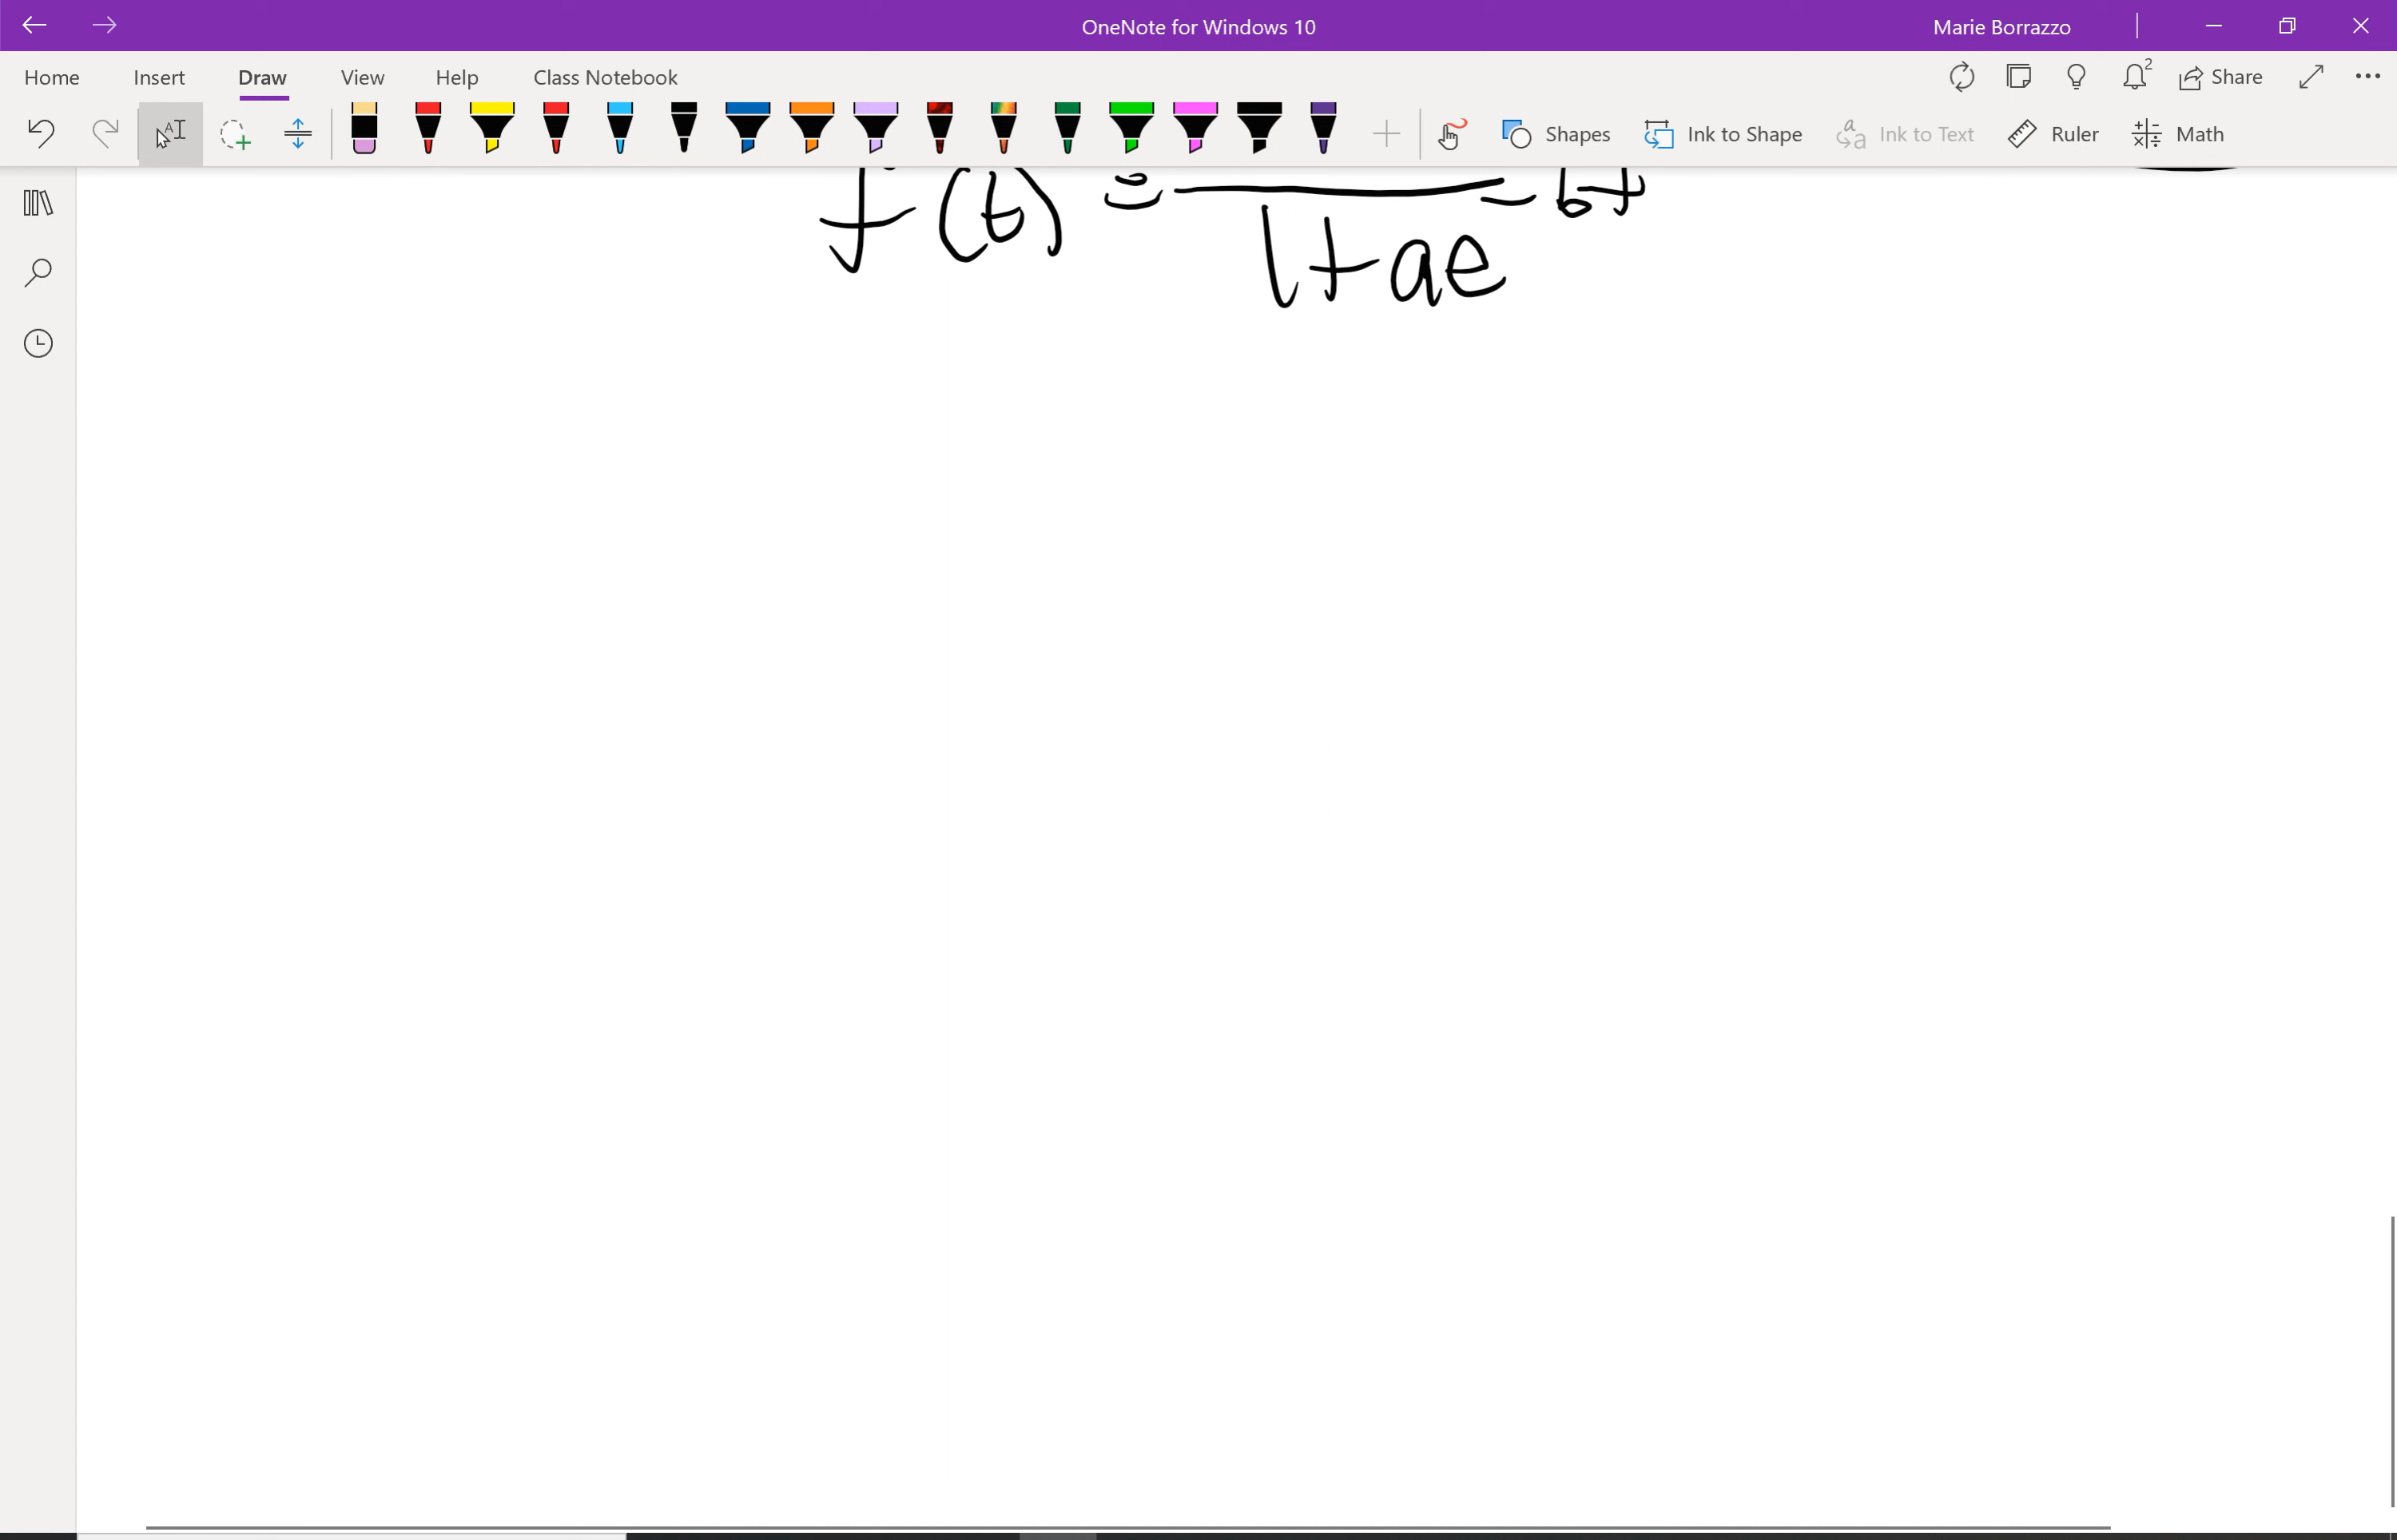 OneNote for Windows 10
Marie Borrazzo
Home Insert Draw View Help Class Notebook
2 Share
Shapes Ink to Shape Ink to Text Ruler Math
f(t) =
-bt
1+ae